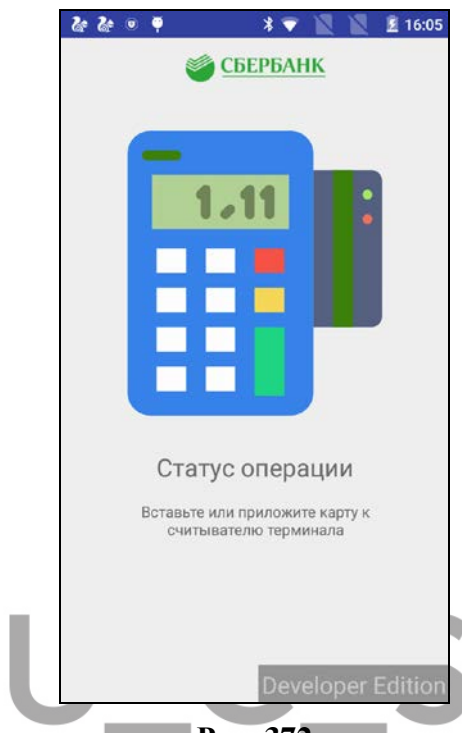 16:05
СБЕРБАНК
1,11
Статус операции
Вставьте или приложите карту к
считывателю терминала
Developer Edition